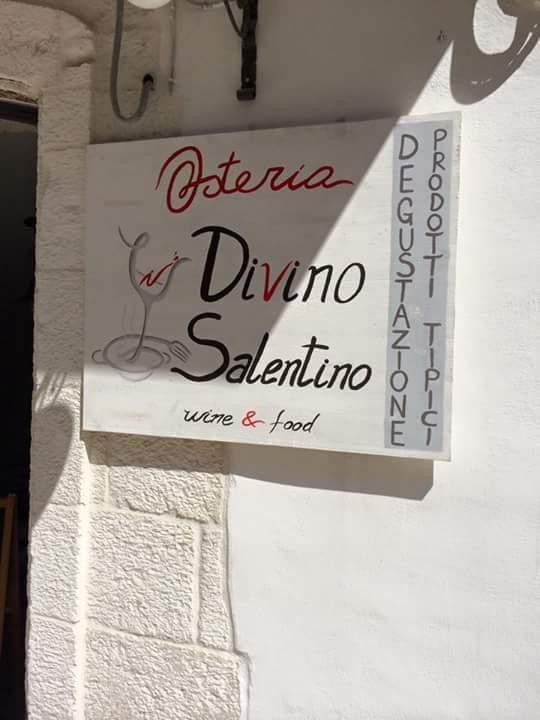 Osteria
Divino
Salentino
wine & food
DEGUSTAZIONE
PRODOTTI TIPICI